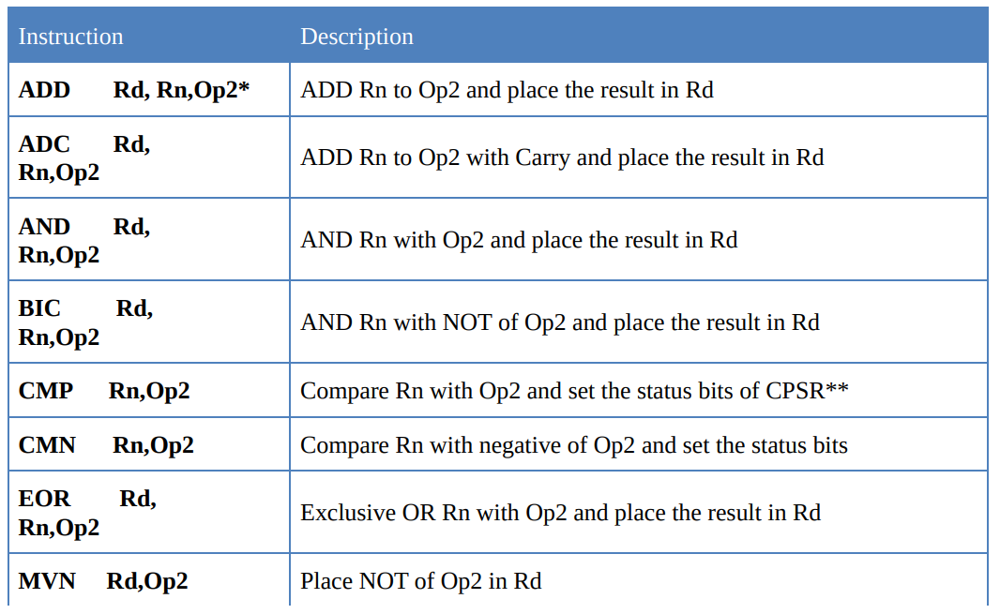 Instruction Description
ADD Rd, Rn,Op2* ADD Rn to Op2 and place the result in Rd
ADC Rd,
Rn,Op2
ADD Rn to Op2 with Carry and place the result in Rd
AND Rd,
Rn,Op2
AND Rn with Op2 and place the result in Rd
BIC Rd,
Rn,Op2
AND Rn with NOT of Op2 and place the result in Rd
CMP Rn,Op2 Compare Rn with Op2 and set the status bits of CPSR**
CMN Rn,Op2 Compare Rn with negative of Op2 and set the status bits
EOR Rd,
Rn,Op2
Exclusive OR Rn with Op2 and place the result in Rd
MVN Rd,Op2 Place NOT of Op2 in Rd